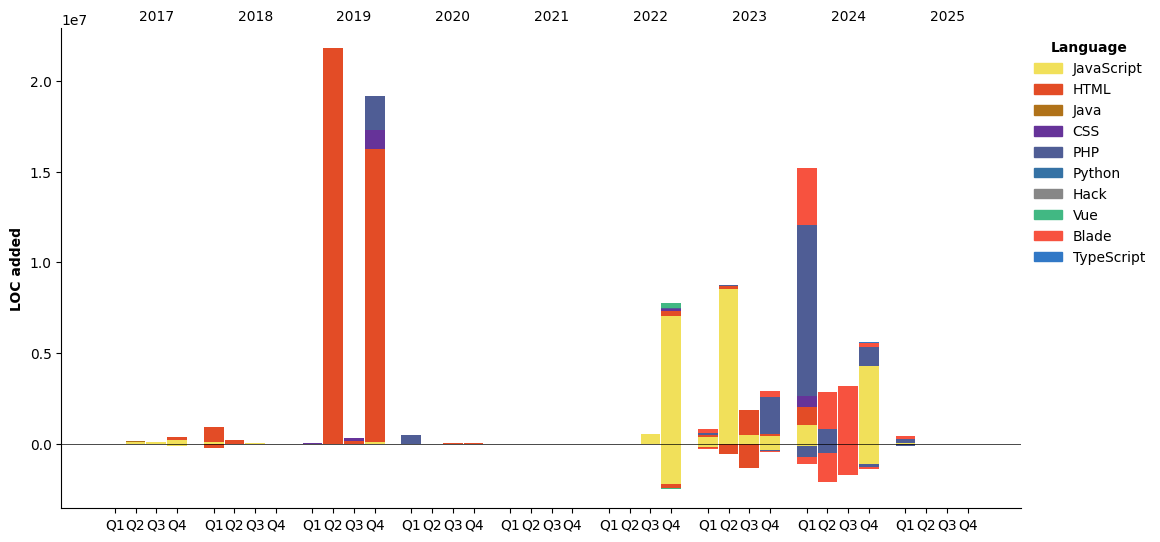 1e7
2017 2018 2019 2020 2021 2022 2023 2024 2025
2.0
1.5
1.0
0.5
0.0
LOC added
Q1 Q2 Q3 Q4 Q1 Q2 Q3 Q4 Q1 Q2 Q3 Q4 Q1 Q2 Q3 Q4 Q1 Q2 Q3 Q4 Q1 Q2 Q3 Q4 Q1 Q2 Q3 Q4 Q1 Q2 Q3 Q4 Q1 Q2 Q3 Q4
Language
JavaScript
HTML
Java
CSS
PHP
Python
Hack
Vue
Blade
TypeScript